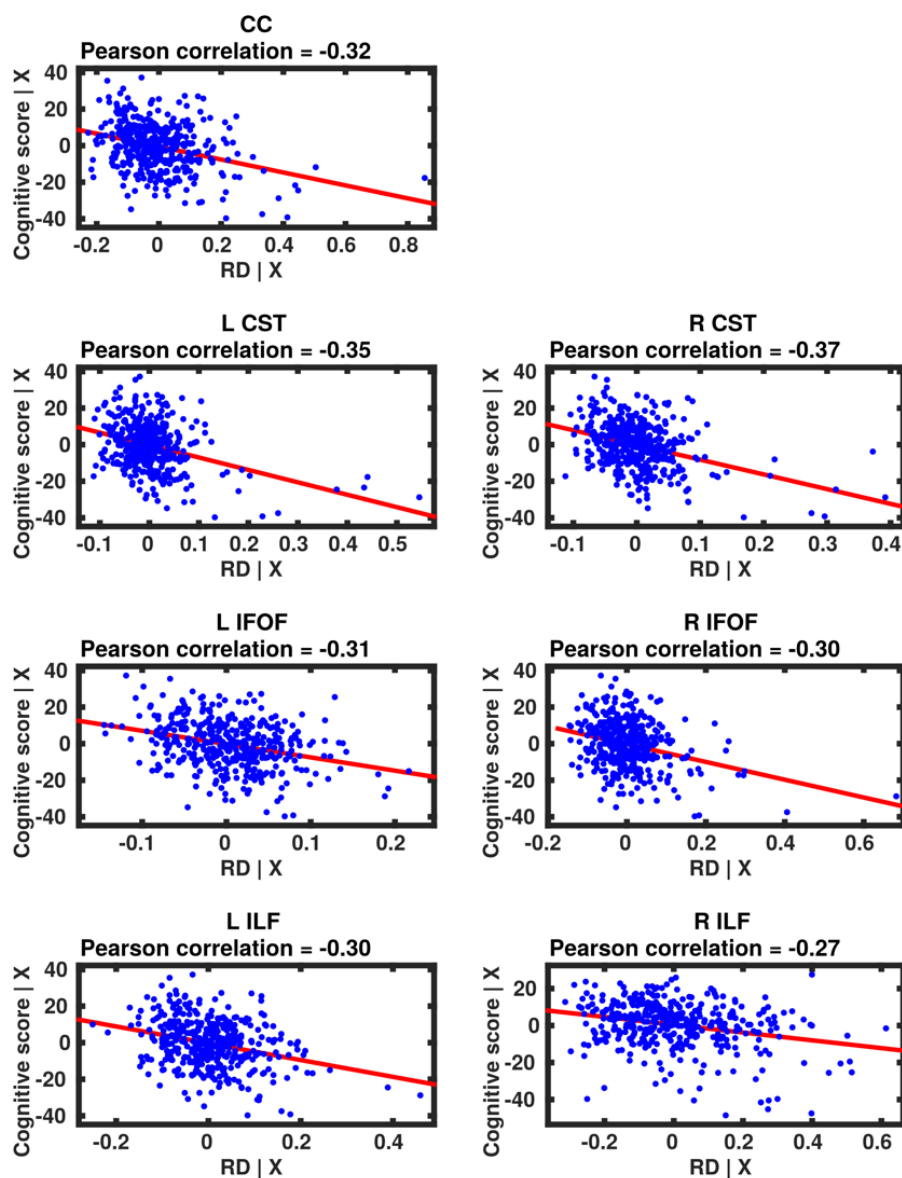 CC
Pearson correlation = -0.32
Cognitive score | X
40
20
0
-20
-40
-0.2 0 0.2 0.4 0.6 0.8
RD | X
L CST
Pearson correlation = -0.35
Cognitive score | X
40
20
0
-20
-40
-0.1 0 0.1 0.2 0.3 0.4 0.5
RD | X
R CST
Pearson correlation = -0.37
Cognitive score | X
40
20
0
-20
-40
-0.1 0 0.1 0.2 0.3 0.4
RD | X
L IFOF
Pearson correlation = -0.31
Cognitive score | X
40
20
0
-20
-40
-0.1 0 0.1 0.2
RD | X
R IFOF
Pearson correlation = -0.30
Cognitive score | X
40
20
0
-20
-40
-0.2 0 0.2 0.4 0.6
RD | X
L ILF
Pearson correlation = -0.30
Cognitive score | X
40
20
0
-20
-40
-0.2 0 0.2 0.4
RD | X
R ILF
Pearson correlation = -0.27
Cognitive score | X
20
0
-20
-40
-0.2 0 0.2 0.4 0.6
RD | X